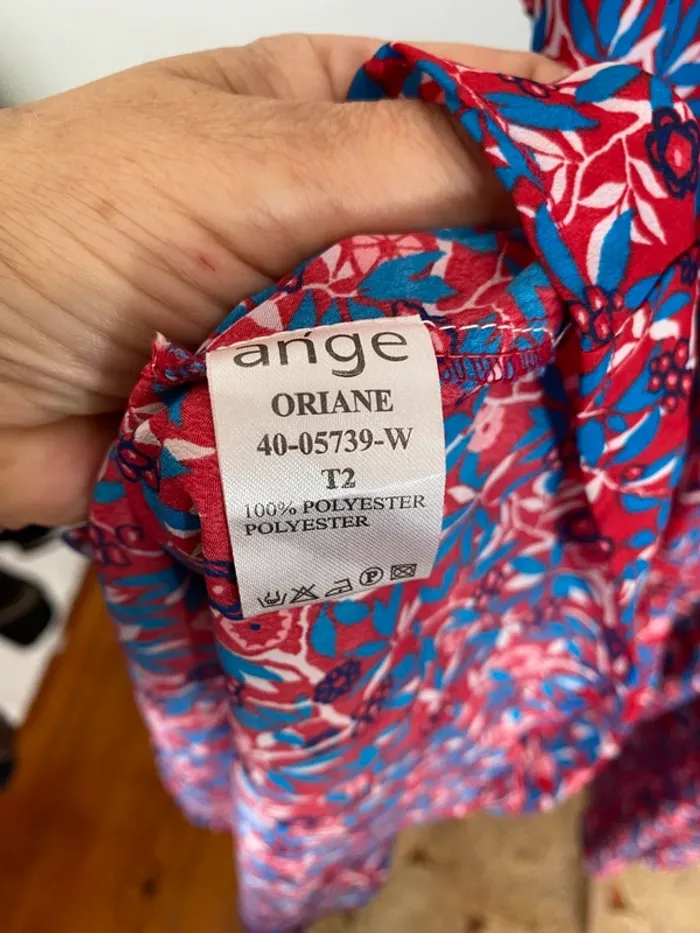 ange
ORIANE
40-05739-W
T2
100% POLYESTER
POLYESTER
P